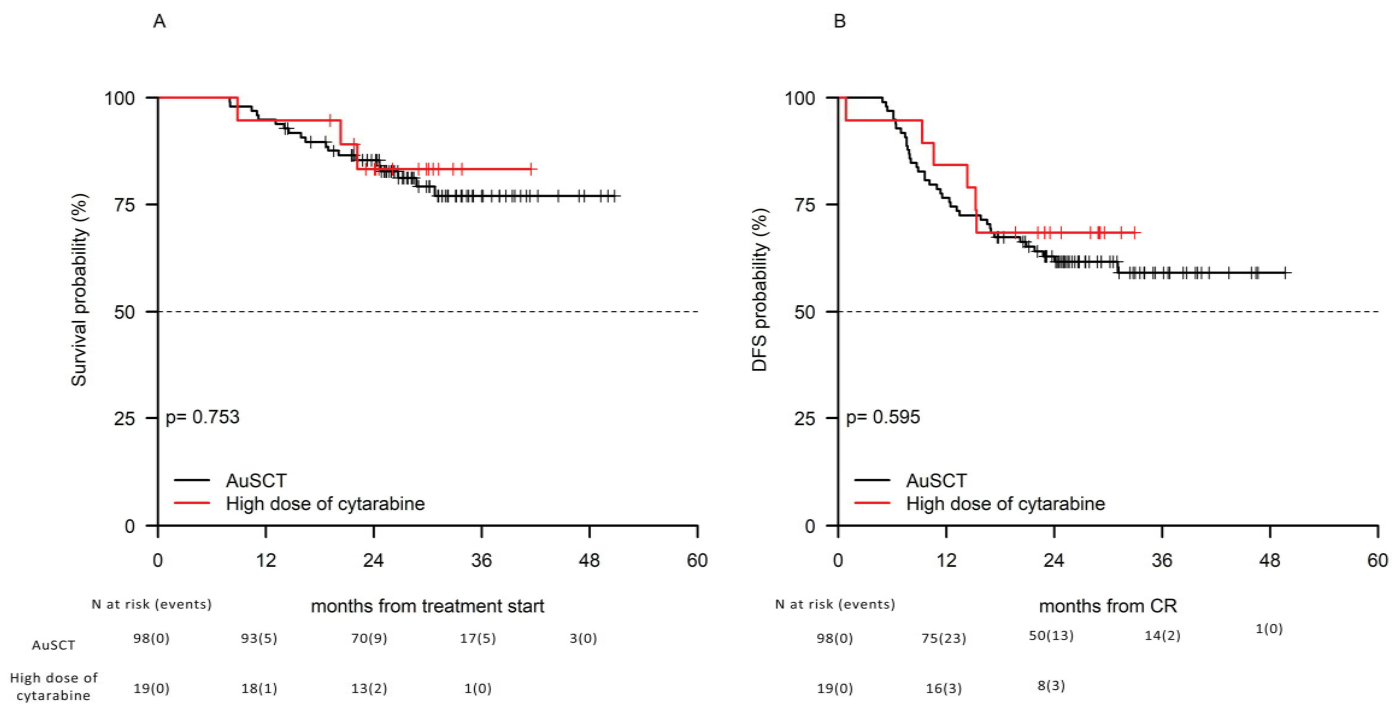 A
B
100
75
50
25
0
Survival probability (%)
p= 0.753
AuSCT
High dose of cytarabine
0 12 24 36 48 60
months from treatment start
100
75
50
25
0
DFS probability (%)
p= 0.595
AuSCT
High dose of cytarabine
0 12 24 36 48 60
months from CR
N at risk (events)
AuSCT 98(0) 93(5) 70(9) 17(5) 3(0)
High dose of
cytarabine 19(0) 18(1) 13(2) 1(0)
N at risk (events)
98(0) 75(23) 50(13) 14(2) 1(0)
19(0) 16(3) 8(3)